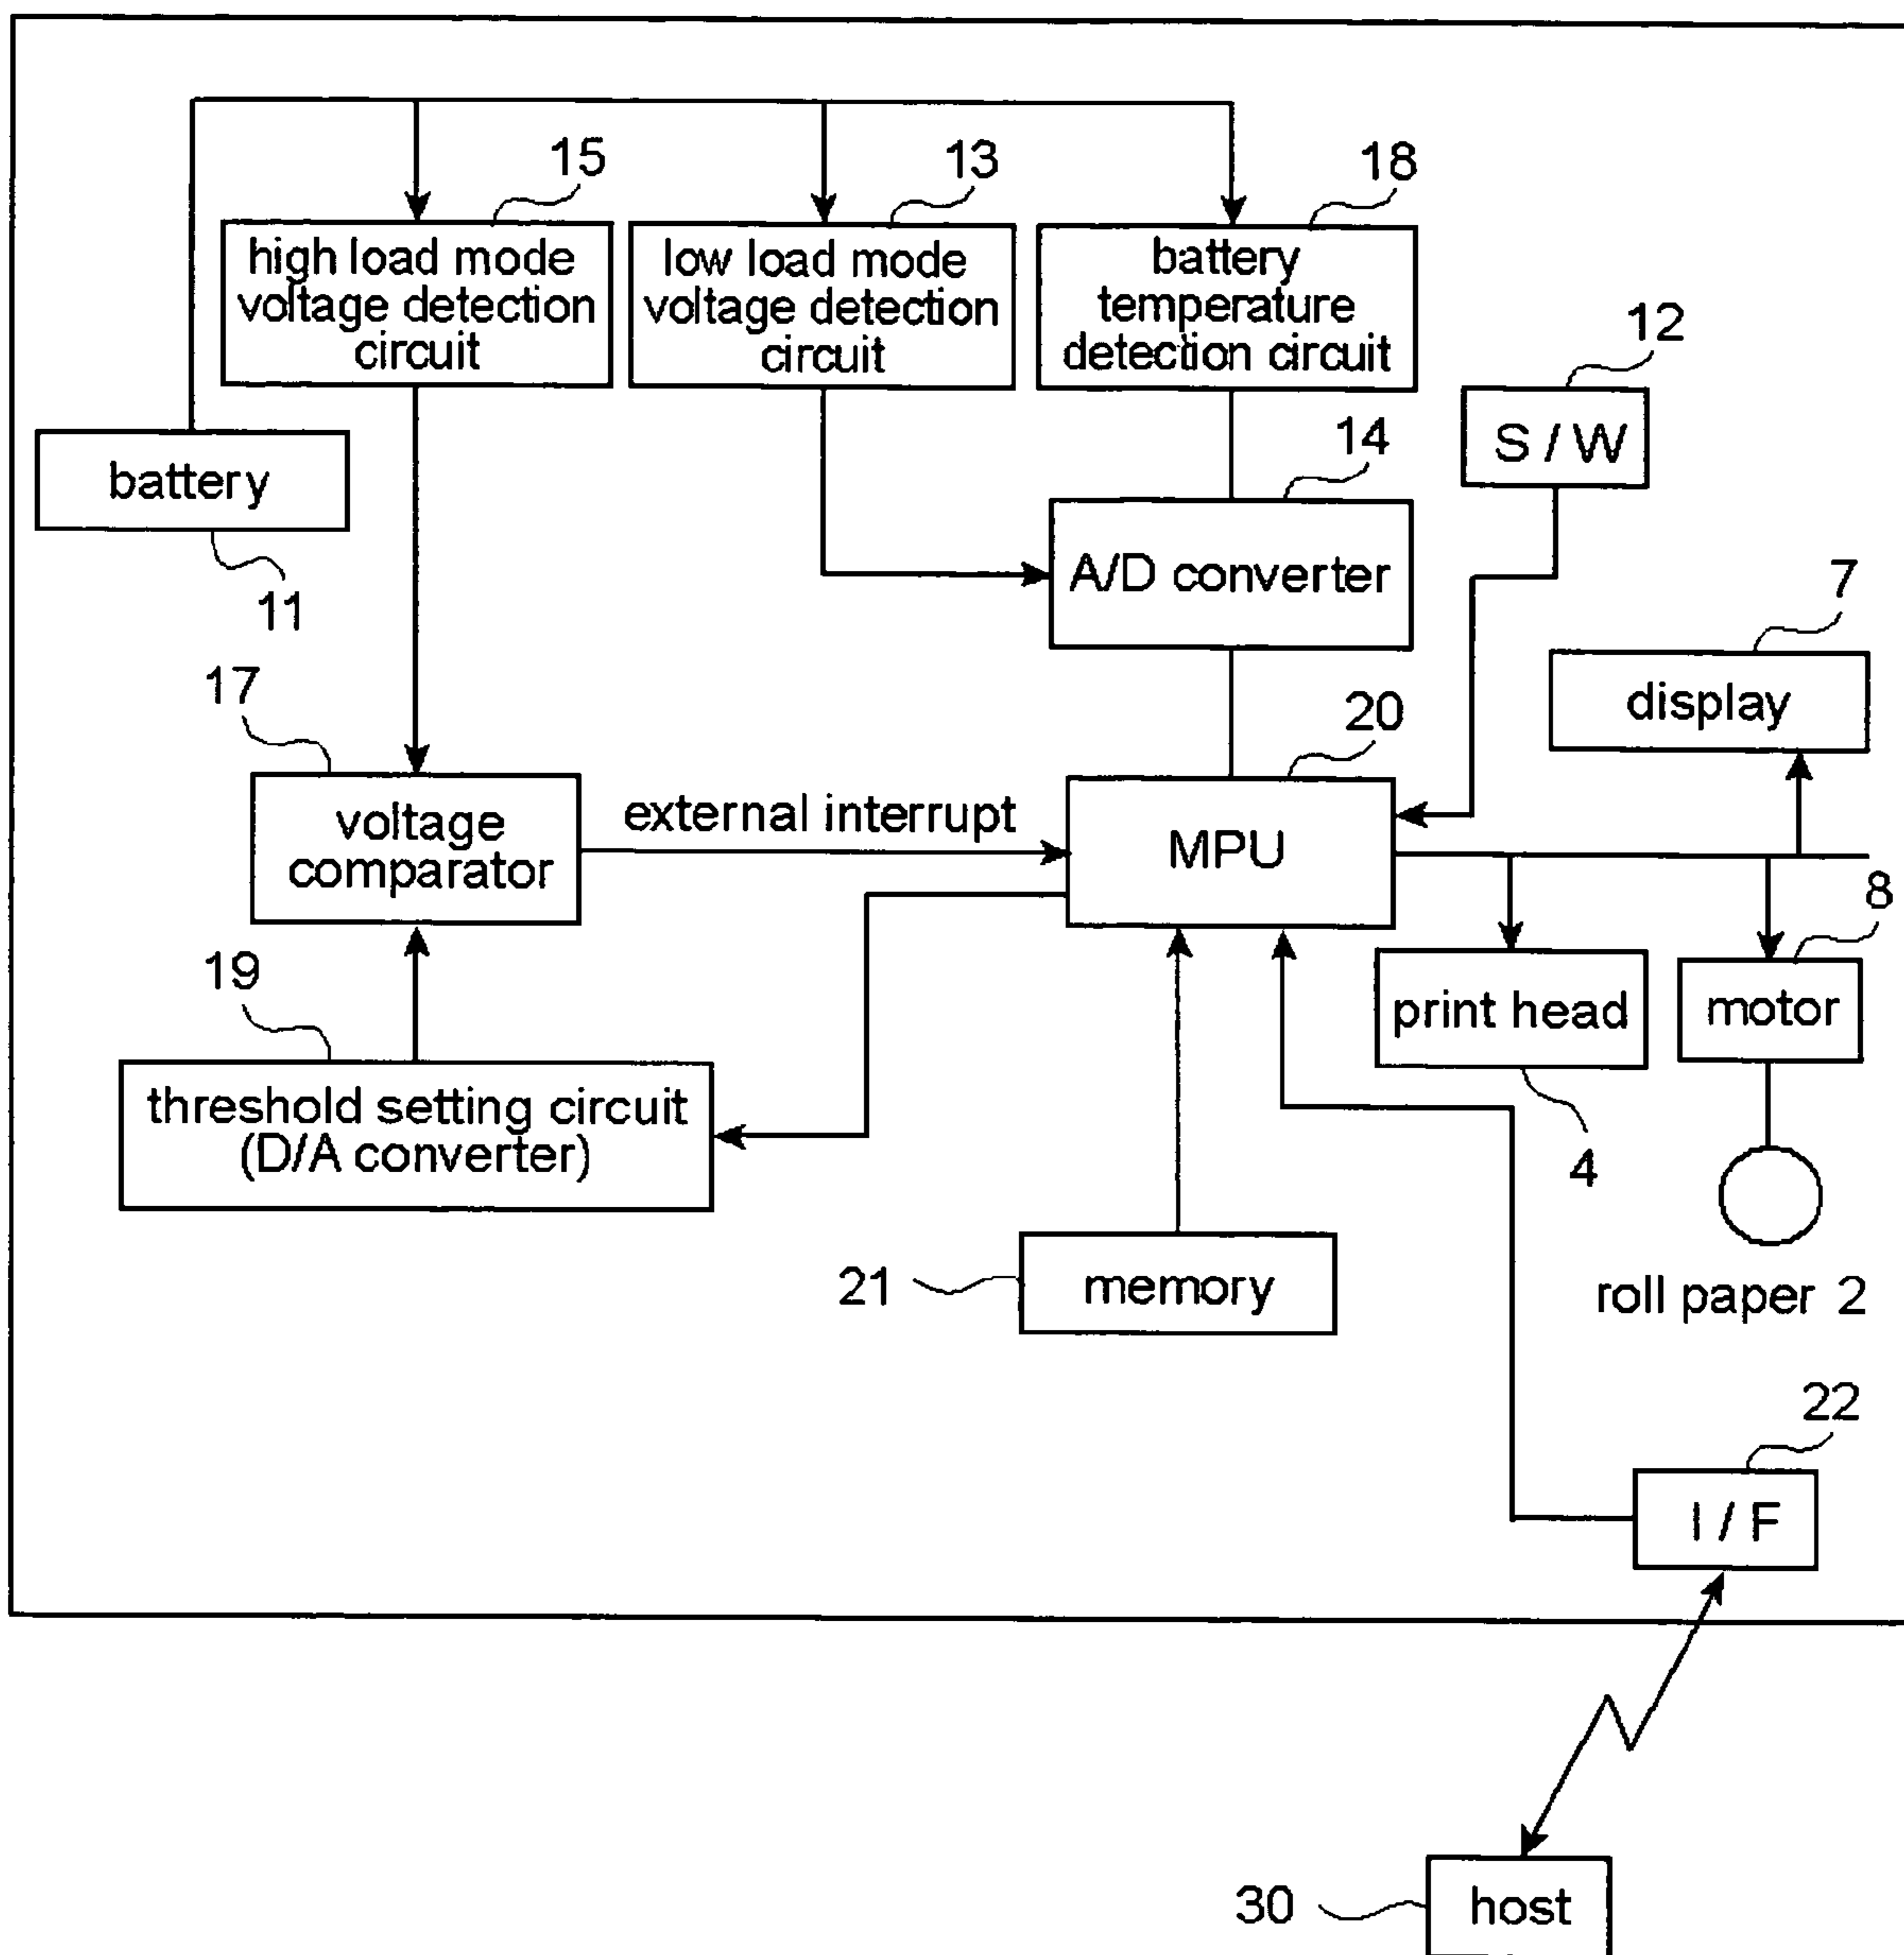 15
13
18
high load mode
voltage detection
circuit
low load mode
voltage detection
circuit
battery
temperature
detection circuit
12
S / W
battery
11
14
A/D converter
7
display
17
voltage
comparator
external interrupt
20
MPU
8
print head
4
motor
19
threshold setting circuit
(D/A converter)
21
memory
roll paper 2
22
I / F
30
host